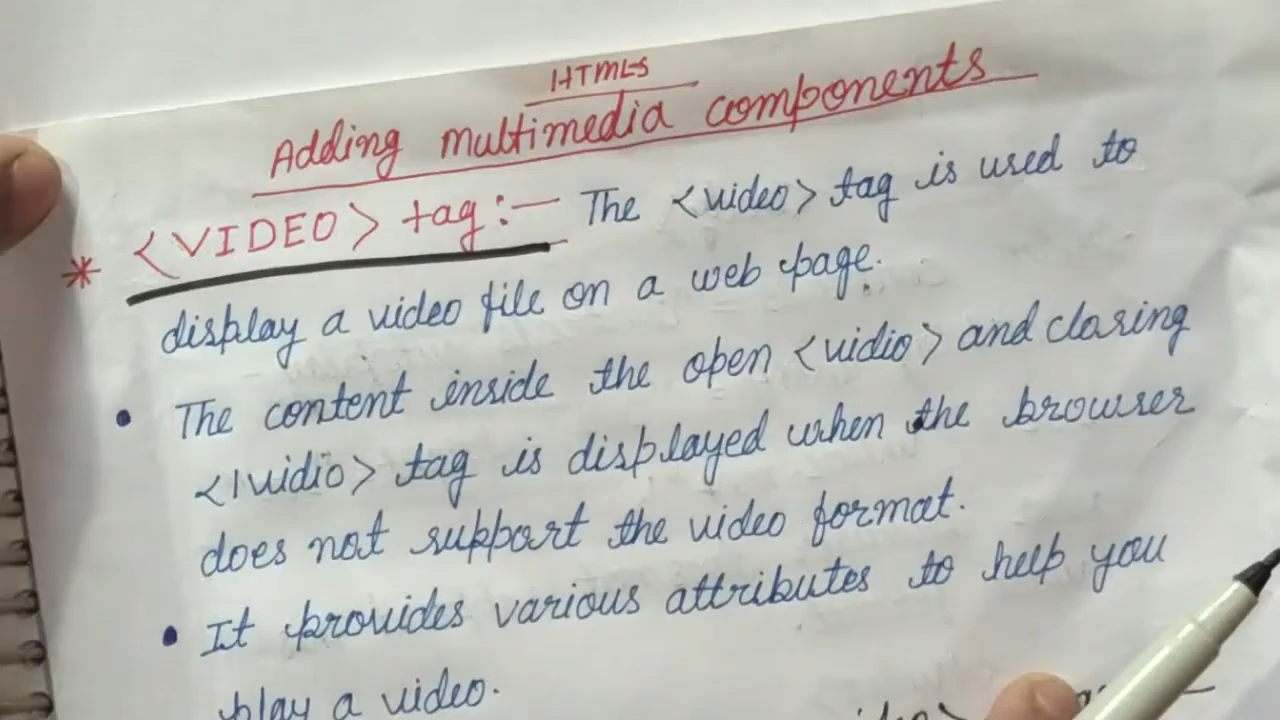 HTML5
Adding multimedia components
* <VIDEO> tag :— The <video> tag is used to
display a video file on a web page.
• The content inside the open <vidio> and closing
</vidio> tag is displayed when the browser
does not support the video format.
• It provides various attributes to help you
play a video.